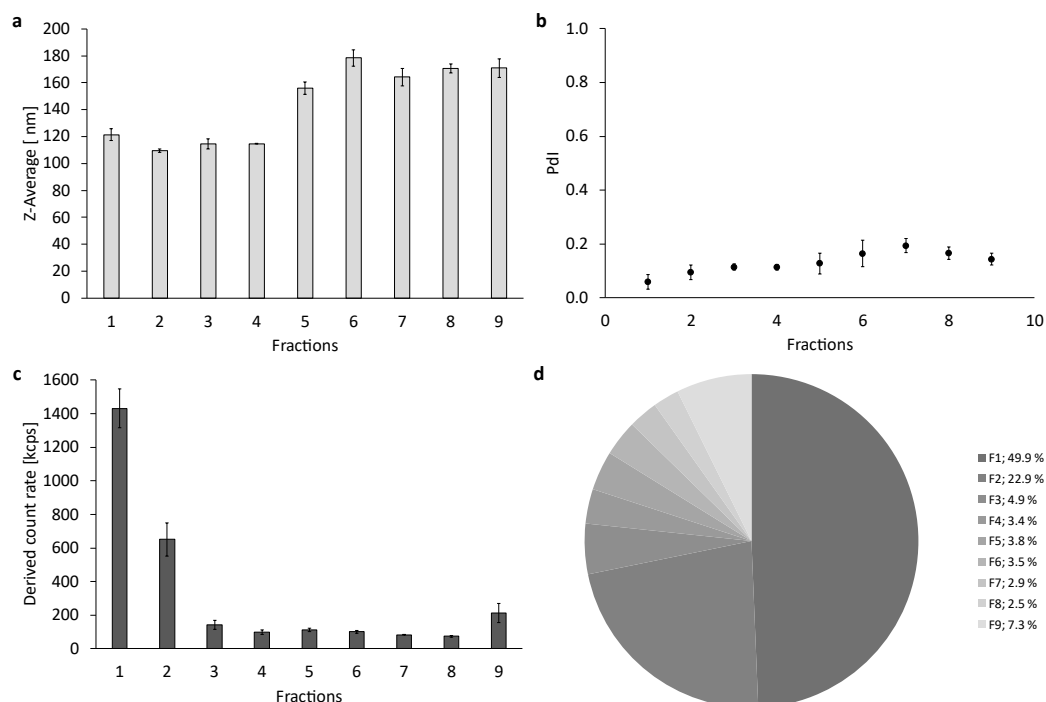 a
Z-Average [ nm]
200
180
160
140
120
100
80
60
40
20
0
1 2 3 4 5 6 7 8 9
Fractions
b
PdI
1.0
0.8
0.6
0.4
0.2
0.0
0 2 4 6 8 10
Fractions
c
Derived count rate [kcps]
1600
1400
1200
1000
800
600
400
200
0
1 2 3 4 5 6 7 8 9
Fractions
d
F1; 49.9 %
F2; 22.9 %
F3; 4.9 %
F4; 3.4 %
F5; 3.8 %
F6; 3.5 %
F7; 2.9 %
F8; 2.5 %
F9; 7.3 %